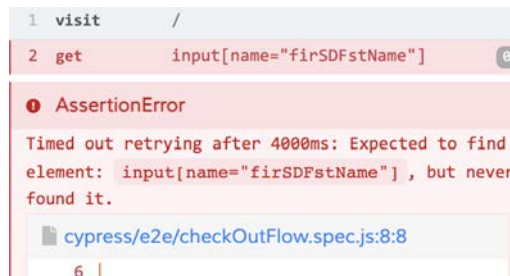 1 visit /
2 get input[name="firSDFstName"] 0
AssertionError
Timed out retrying after 4000ms: Expected to find
element: input[name="firSDFstName"] , but never
found it.
cypress/e2e/checkOutFlow.spec.js:8:8
6 |